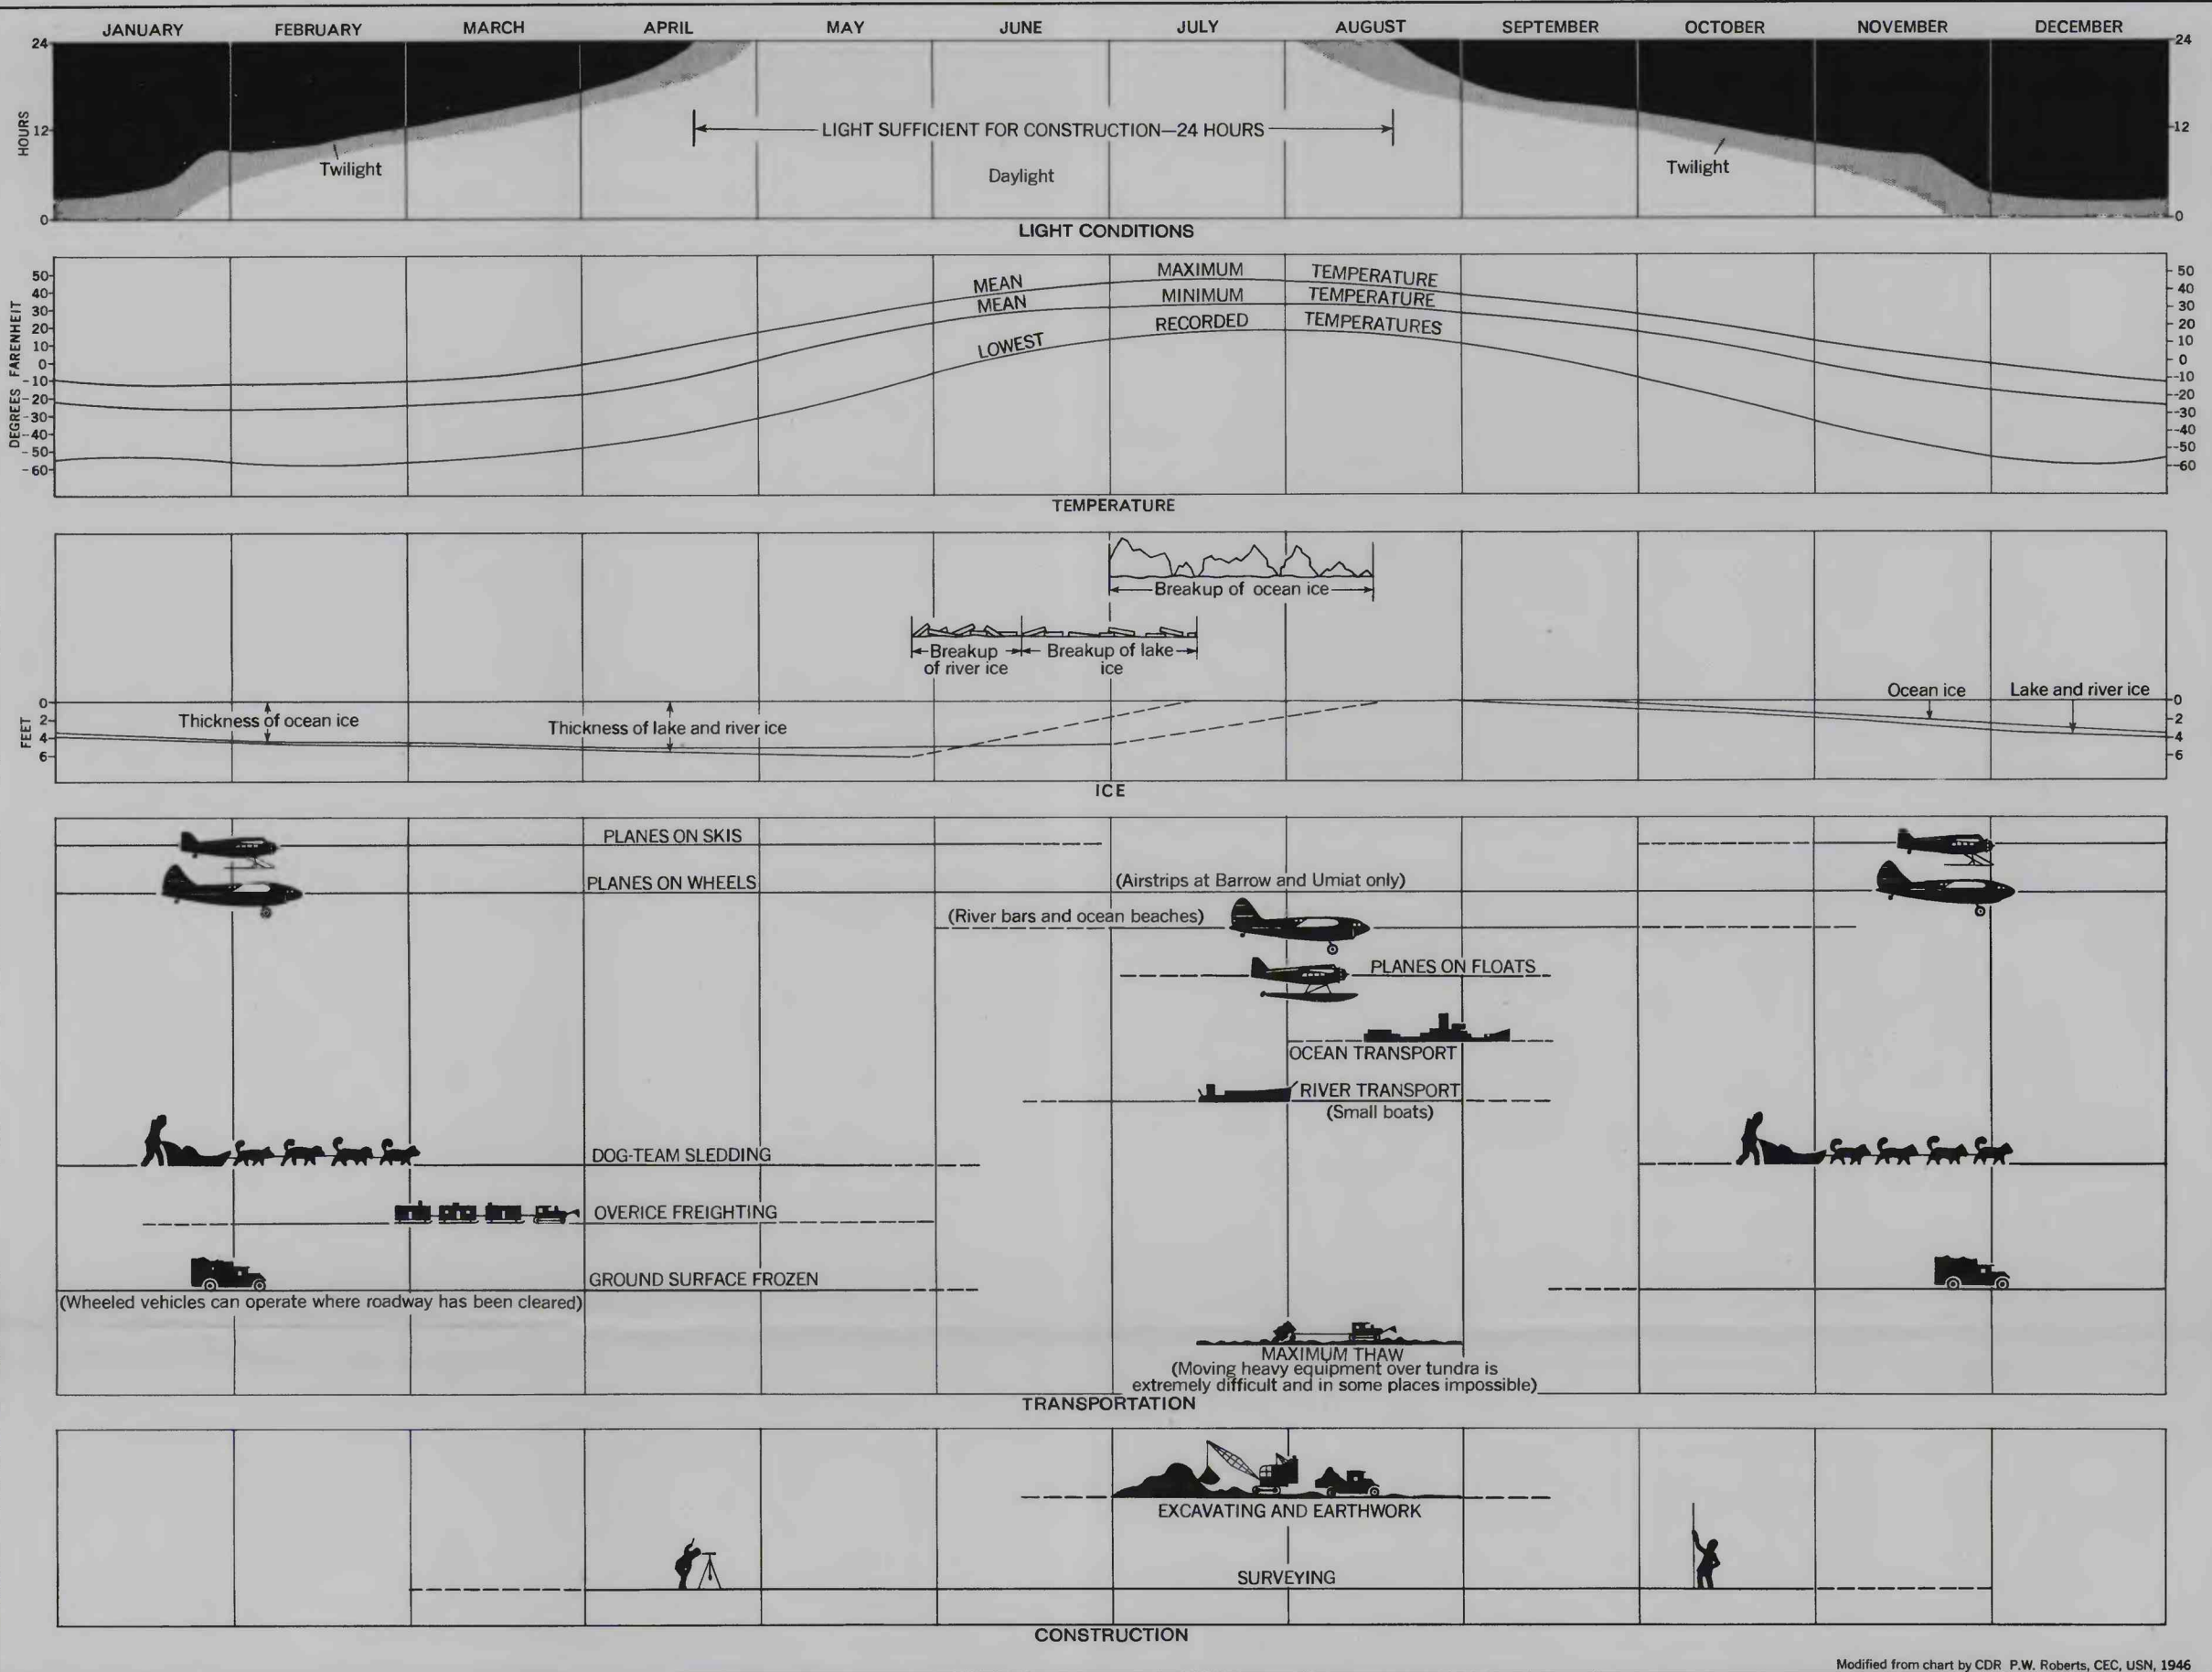 JANUARY FEBRUARY MARCH APRIL MAY JUNE JULY AUGUST SEPTEMBER OCTOBER NOVEMBER DECEMBER
24 24
HOURS
12 12
LIGHT SUFFICIENT FOR CONSTRUCTION—24 HOURS
Twilight Daylight Twilight
0 0
LIGHT CONDITIONS
DEGREES FARENHEIT
50 50
40 40
30 30
20 20
10 10
0 0
-10 -10
-20 -20
-30 -30
-40 -40
-50 -50
-60 -60
MEAN MAXIMUM TEMPERATURE
MEAN MINIMUM TEMPERATURE
LOWEST RECORDED TEMPERATURES
TEMPERATURE
Breakup of ocean ice
Breakup Breakup of lake
of river ice ice
FEET
0 0
2 2
4 4
6 6
Thickness of ocean ice
Thickness of lake and river ice
Ocean ice Lake and river ice
ICE
PLANES ON SKIS
PLANES ON WHEELS (Airstrips at Barrow and Umiat only)
(River bars and ocean beaches)
PLANES ON FLOATS
OCEAN TRANSPORT
RIVER TRANSPORT
(Small boats)
DOG-TEAM SLEDDING
OVERICE FREIGHTING
GROUND SURFACE FROZEN
(Wheeled vehicles can operate where roadway has been cleared)
MAXIMUM THAW
(Moving heavy equipment over tundra is
extremely difficult and in some places impossible)
TRANSPORTATION
EXCAVATING AND EARTHWORK
SURVEYING
CONSTRUCTION
Modified from chart by CDR P.W. Roberts, CEC, USN, 1946